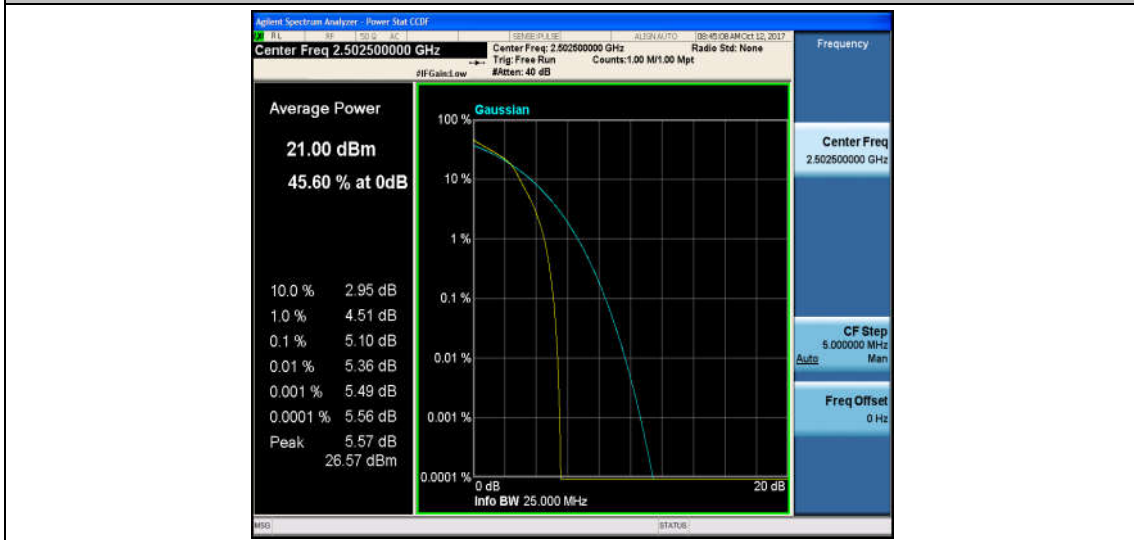 Agilent Spectrum Analyzer - Power Stat CCDF
RL RF 50 Ω AC SENSE:PULSE ALIGN AUTO 08:45:08 AM Oct 12, 2017
Center Freq 2.502500000 GHz
Center Freq: 2.502500000 GHz Radio Std: None
Trig: Free Run Counts:1.00 M/1.00 Mpt
#IFGain:Low #Atten: 40 dB
Frequency
Average Power
21.00 dBm
45.60 % at 0dB
10.0 % 2.95 dB
1.0 % 4.51 dB
0.1 % 5.10 dB
0.01 % 5.36 dB
0.001 % 5.49 dB
0.0001 % 5.56 dB
Peak 5.57 dB
26.57 dBm
Gaussian
100 %
10 %
1 %
0.1 %
0.01 %
0.001 %
0.0001 %
0 dB 20 dB
Info BW 25.000 MHz
Center Freq
2.502500000 GHz
CF Step
5.000000 MHz
Auto Man
Freq Offset
0 Hz
MSG STATUS